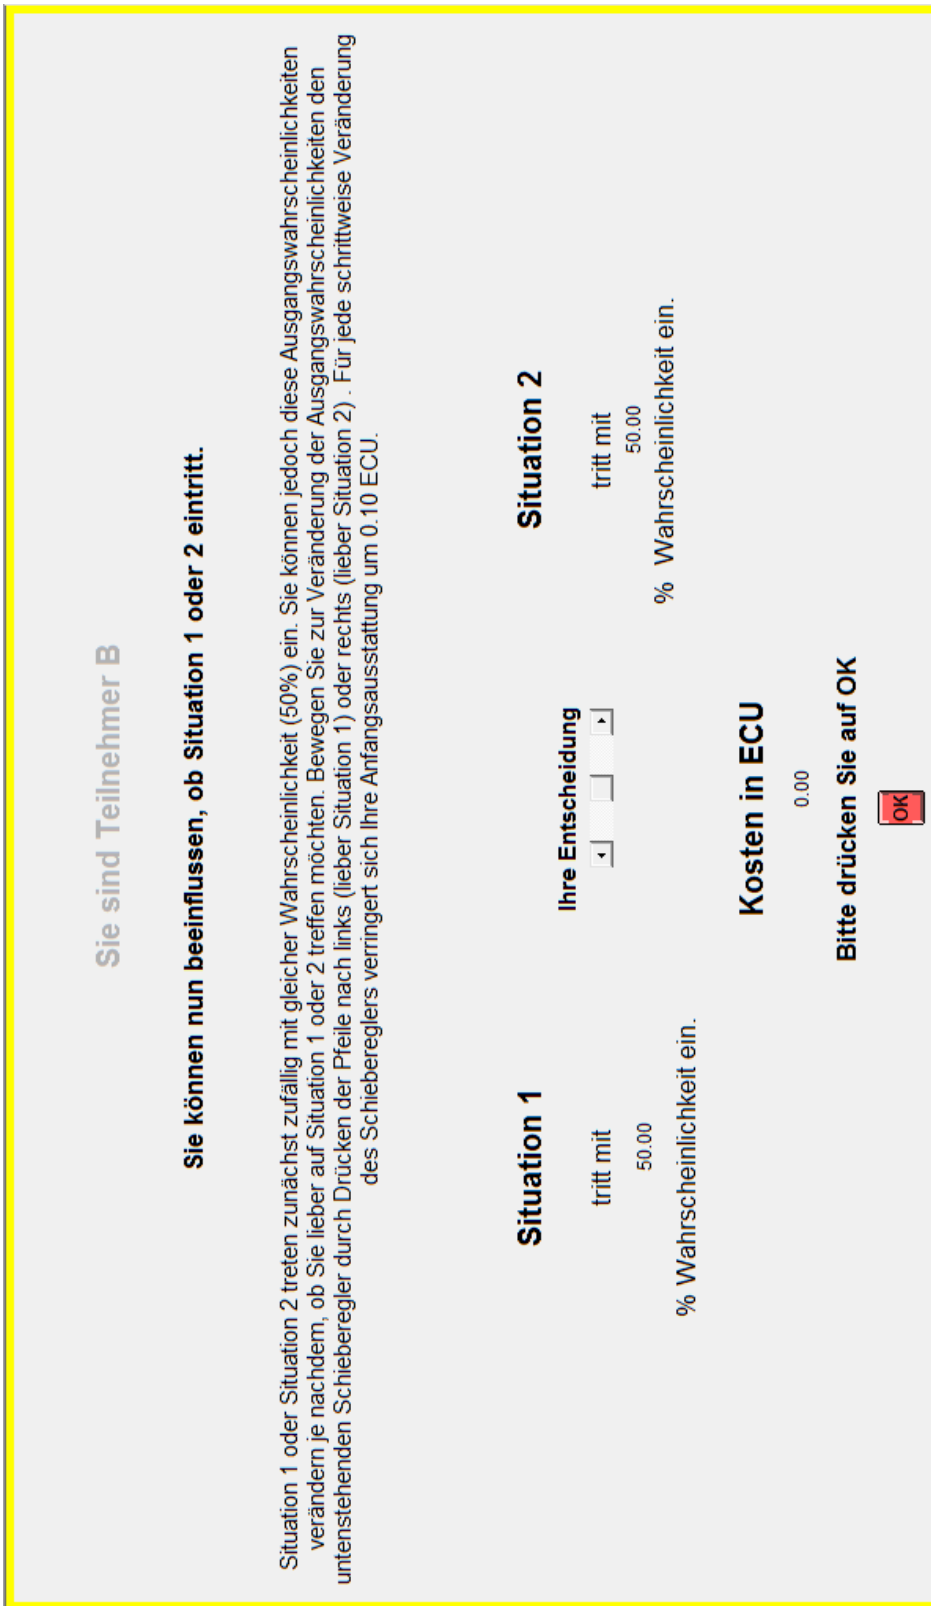 Sie sind Teilnehmer B
Sie können nun beeinflussen, ob Situation 1 oder 2 eintritt.
Situation 1 oder Situation 2 treten zunächst zufällig mit gleicher Wahrscheinlichkeit (50%) ein. Sie können jedoch diese Ausgangswahrscheinlichkeiten
verändern je nachdem, ob Sie lieber auf Situation 1 oder 2 treffen möchten. Bewegen Sie zur Veränderung der Ausgangswahrscheinlichkeiten den
untenstehenden Schieberegler durch Drücken der Pfeile nach links (lieber Situation 1) oder rechts (lieber Situation 2) . Für jede schrittweise Veränderung
des Schiebereglers verringert sich Ihre Anfangsausstattung um 0.10 ECU.
Situation 1
tritt mit
50.00
% Wahrscheinlichkeit ein.
Ihre Entscheidung
Situation 2
tritt mit
50.00
% Wahrscheinlichkeit ein.
Kosten in ECU
0.00
Bitte drücken Sie auf OK
OK